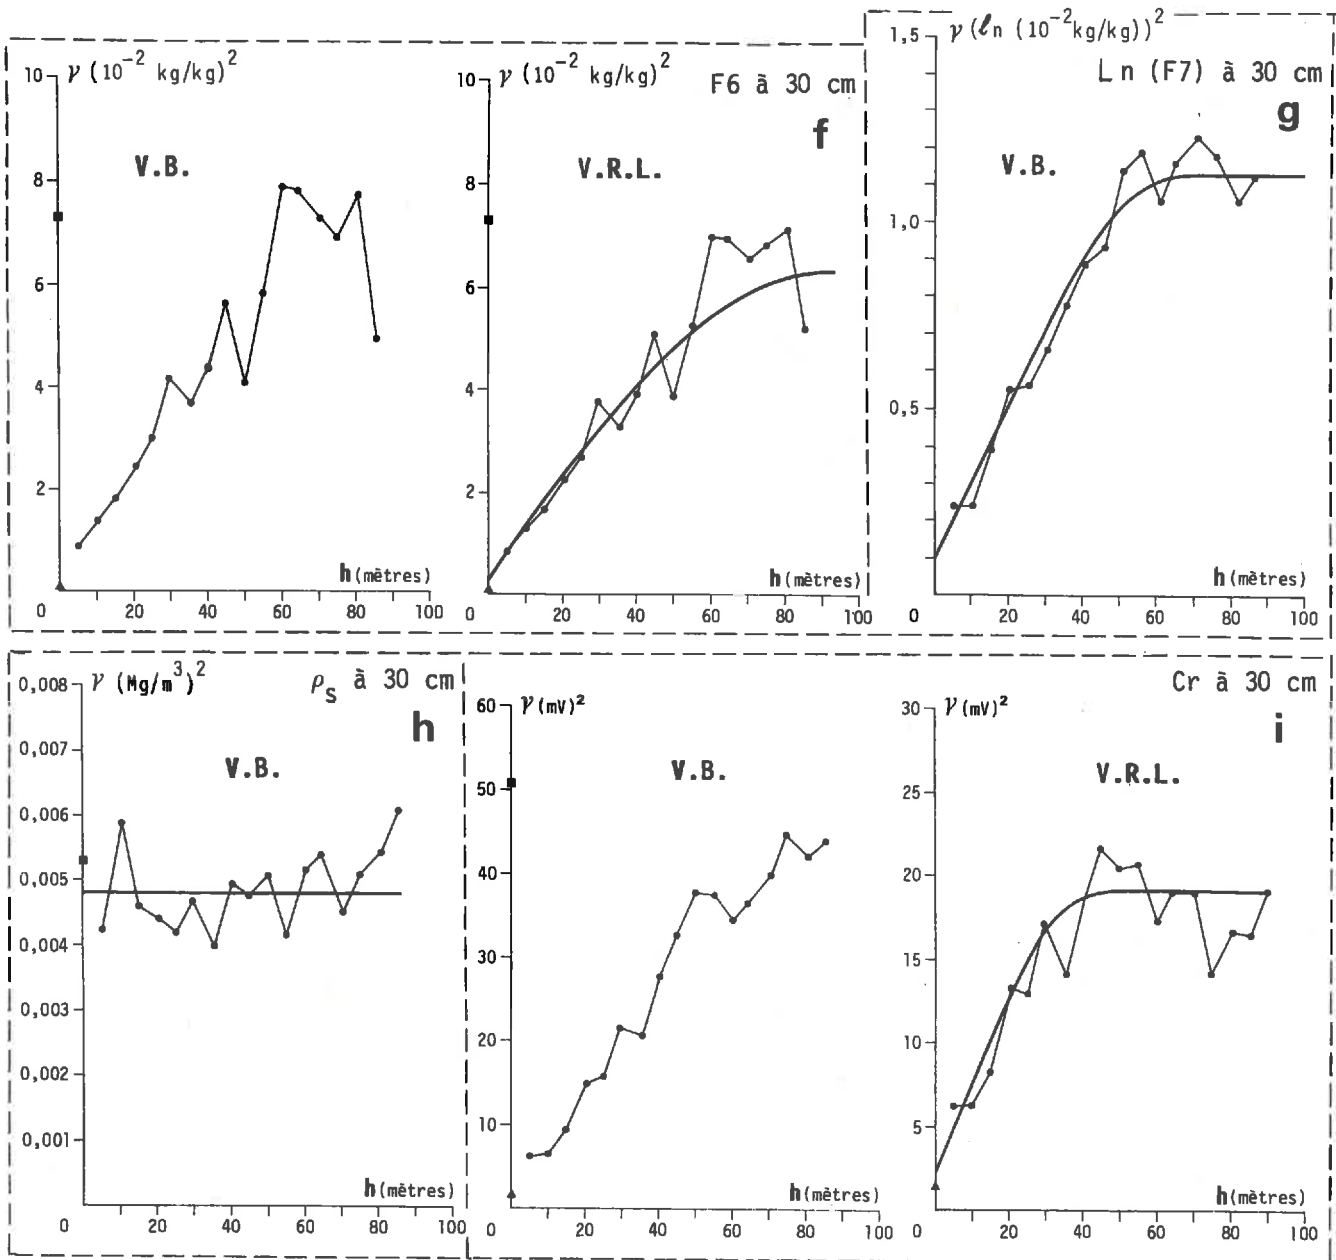 γ (10⁻² kg/kg)²
V.B.
10
8
6
4
2
h (mètres)
0 20 40 60 80 100
γ (10⁻² kg/kg)²
F6 à 30 cm
f
V.R.L.
10
8
6
4
2
h (mètres)
0 20 40 60 80 100
γ (ℓn (10⁻²kg/kg))²
Ln (F7) à 30 cm
g
V.B.
1,5
1,0
0,5
h (mètres)
0 20 40 60 80 100
γ (Mg/m³)²
ρs à 30 cm
h
V.B.
0,008
0,007
0,006
0,005
0,004
0,003
0,002
0,001
h (mètres)
0 20 40 60 80 100
γ (mV)²
V.B.
60
50
40
30
20
10
h (mètres)
0 20 40 60 80 100
γ (mV)²
Cr à 30 cm
i
V.R.L.
30
25
20
15
10
5
h (mètres)
0 20 40 60 80 100